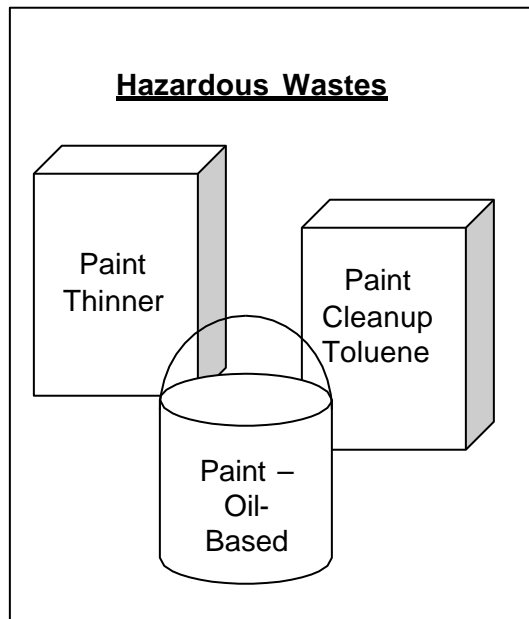 Hazardous Wastes
Paint
Thinner
Paint
Cleanup
Toluene
Paint –
Oil-
Based